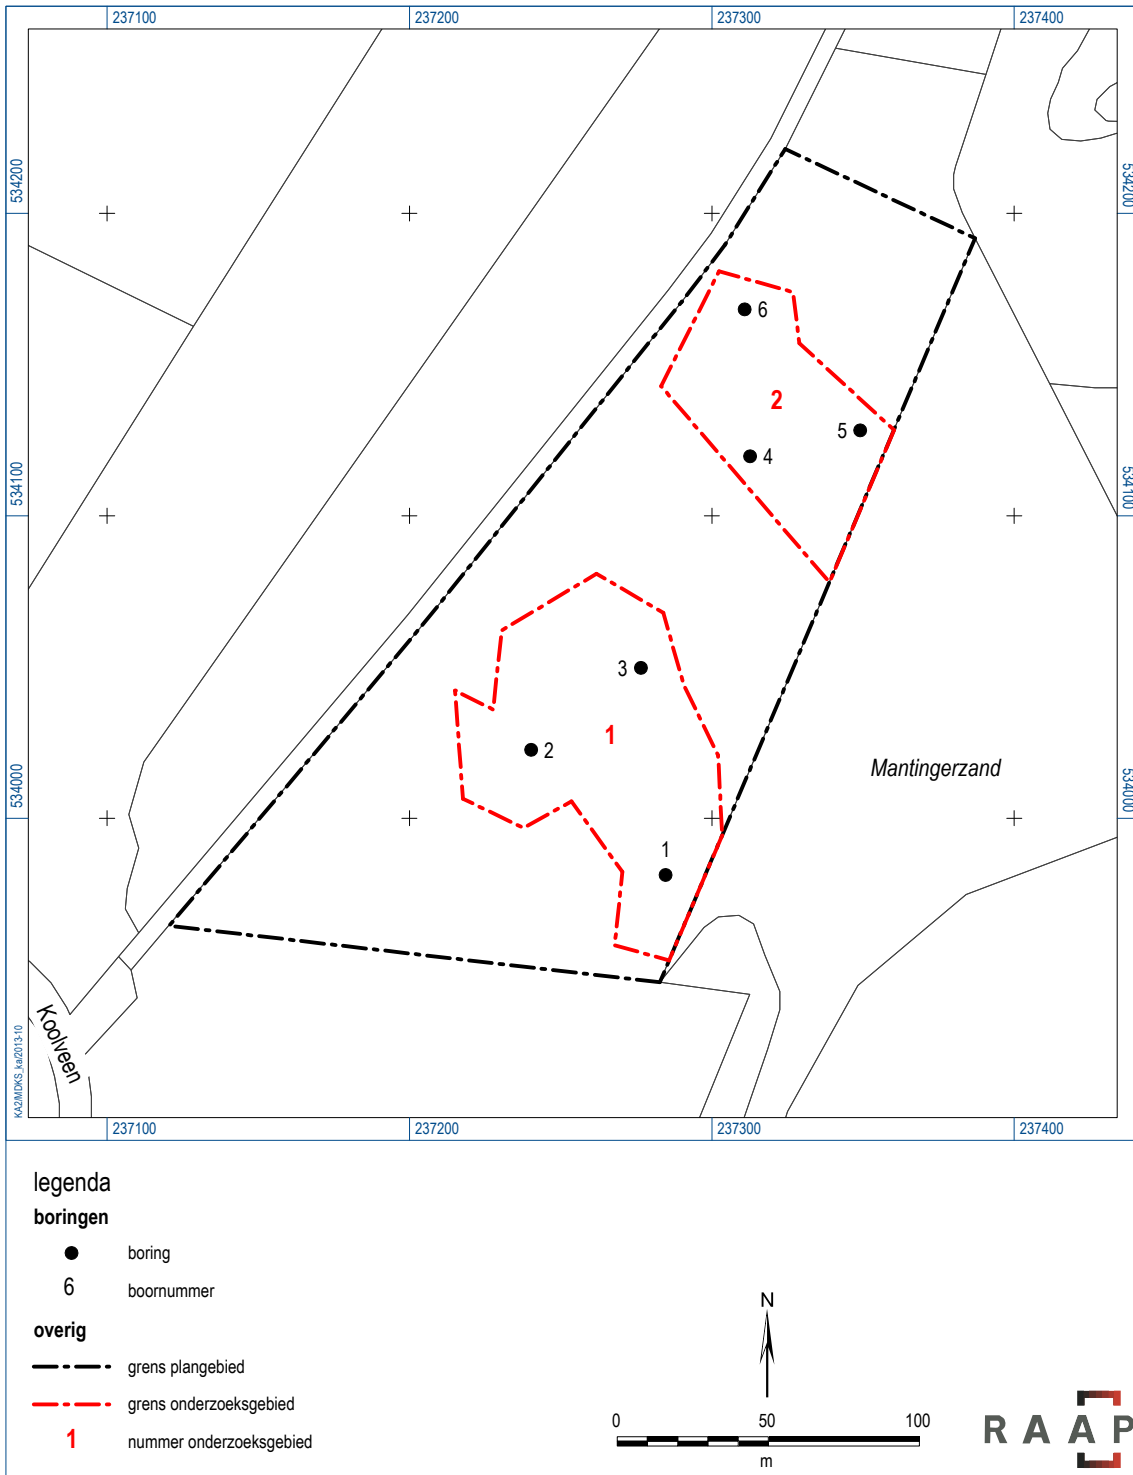 237100
237200
237300
237400
534200
534200
6
2
5
4
534100
534100
3
1
2
Mantingerzand
534000
534000
1
Koolveen
KA2/MDKS_ka/2013-10
237100
237200
237300
237400
legenda
boringen
boring
6 boornummer
overig
grens plangebied
grens onderzoeksgebied
1 nummer onderzoeksgebied
N
0 50 100
m
RAAP